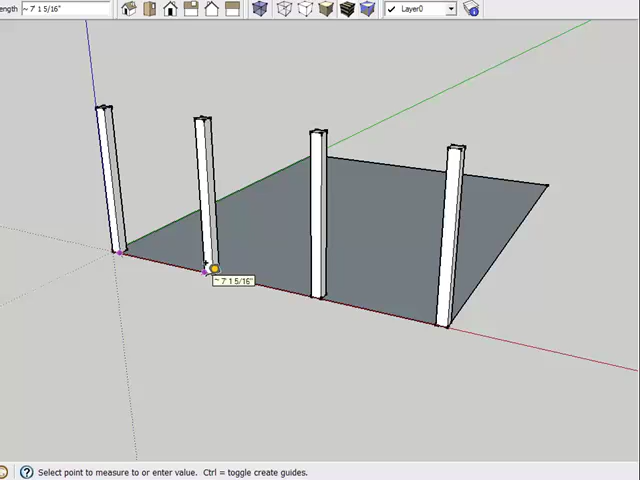 ength ~ 7' 1 5/16" Layer0
~ 7' 1 5/16"
Select point to measure to or enter value. Ctrl = toggle create guides.